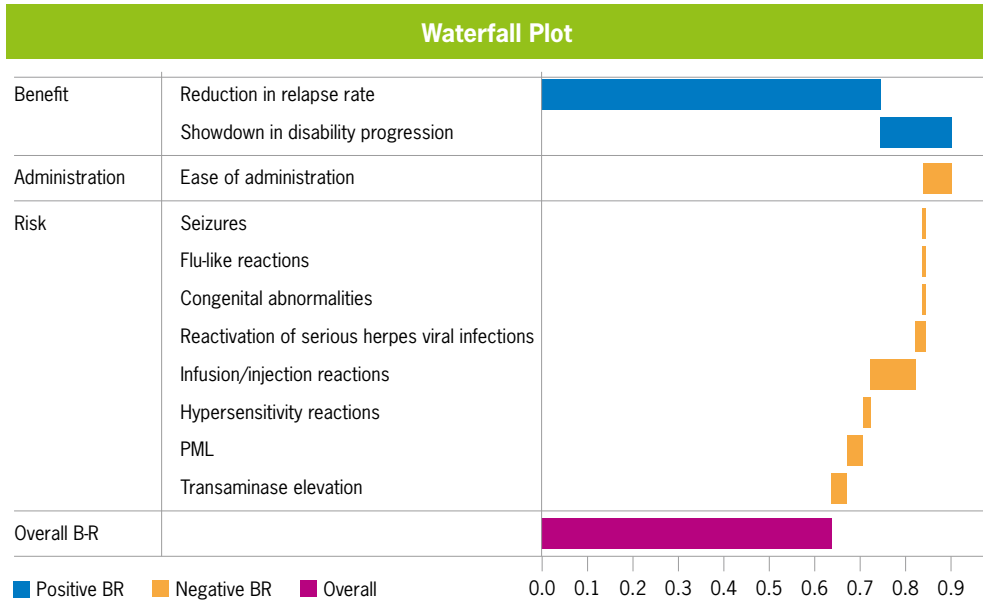 Waterfall Plot
Benefit Reduction in relapse rate
Showdown in disability progression
Administration Ease of administration
Risk Seizures
Flu-like reactions
Congenital abnormalities
Reactivation of serious herpes viral infections
Infusion/injection reactions
Hypersensitivity reactions
PML
Transaminase elevation
Overall B-R
Positive BR Negative BR Overall 0.0 0.1 0.2 0.3 0.4 0.5 0.6 0.7 0.8 0.9